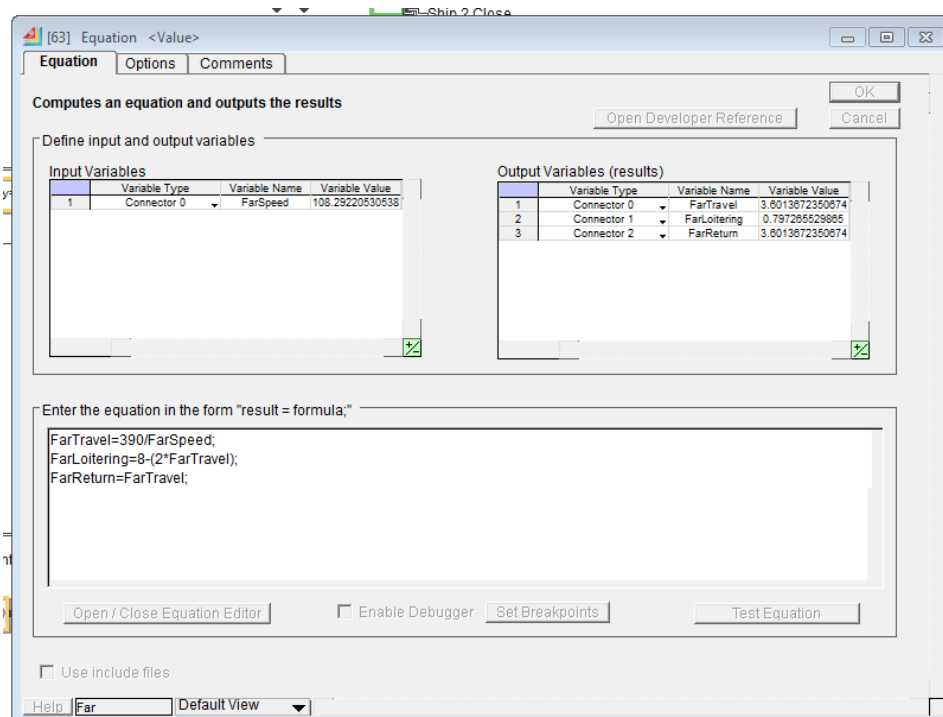 Ship 2 Close
[63] Equation <Value>
Equation Options Comments
Computes an equation and outputs the results
OK
Open Developer Reference Cancel
Define input and output variables
Input Variables
Variable Type Variable Name Variable Value
1 Connector 0 FarSpeed 108.29220530538
Output Variables (results)
Variable Type Variable Name Variable Value
1 Connector 0 FarTravel 3.6013672350674
2 Connector 1 FarLoitering 0.797265529865
3 Connector 2 FarReturn 3.6013672350674
Enter the equation in the form "result = formula;"
FarTravel=390/FarSpeed;
FarLoitering=8-(2*FarTravel);
FarReturn=FarTravel;
Open / Close Equation Editor Enable Debugger Set Breakpoints Test Equation
Use include files
Help Far Default View